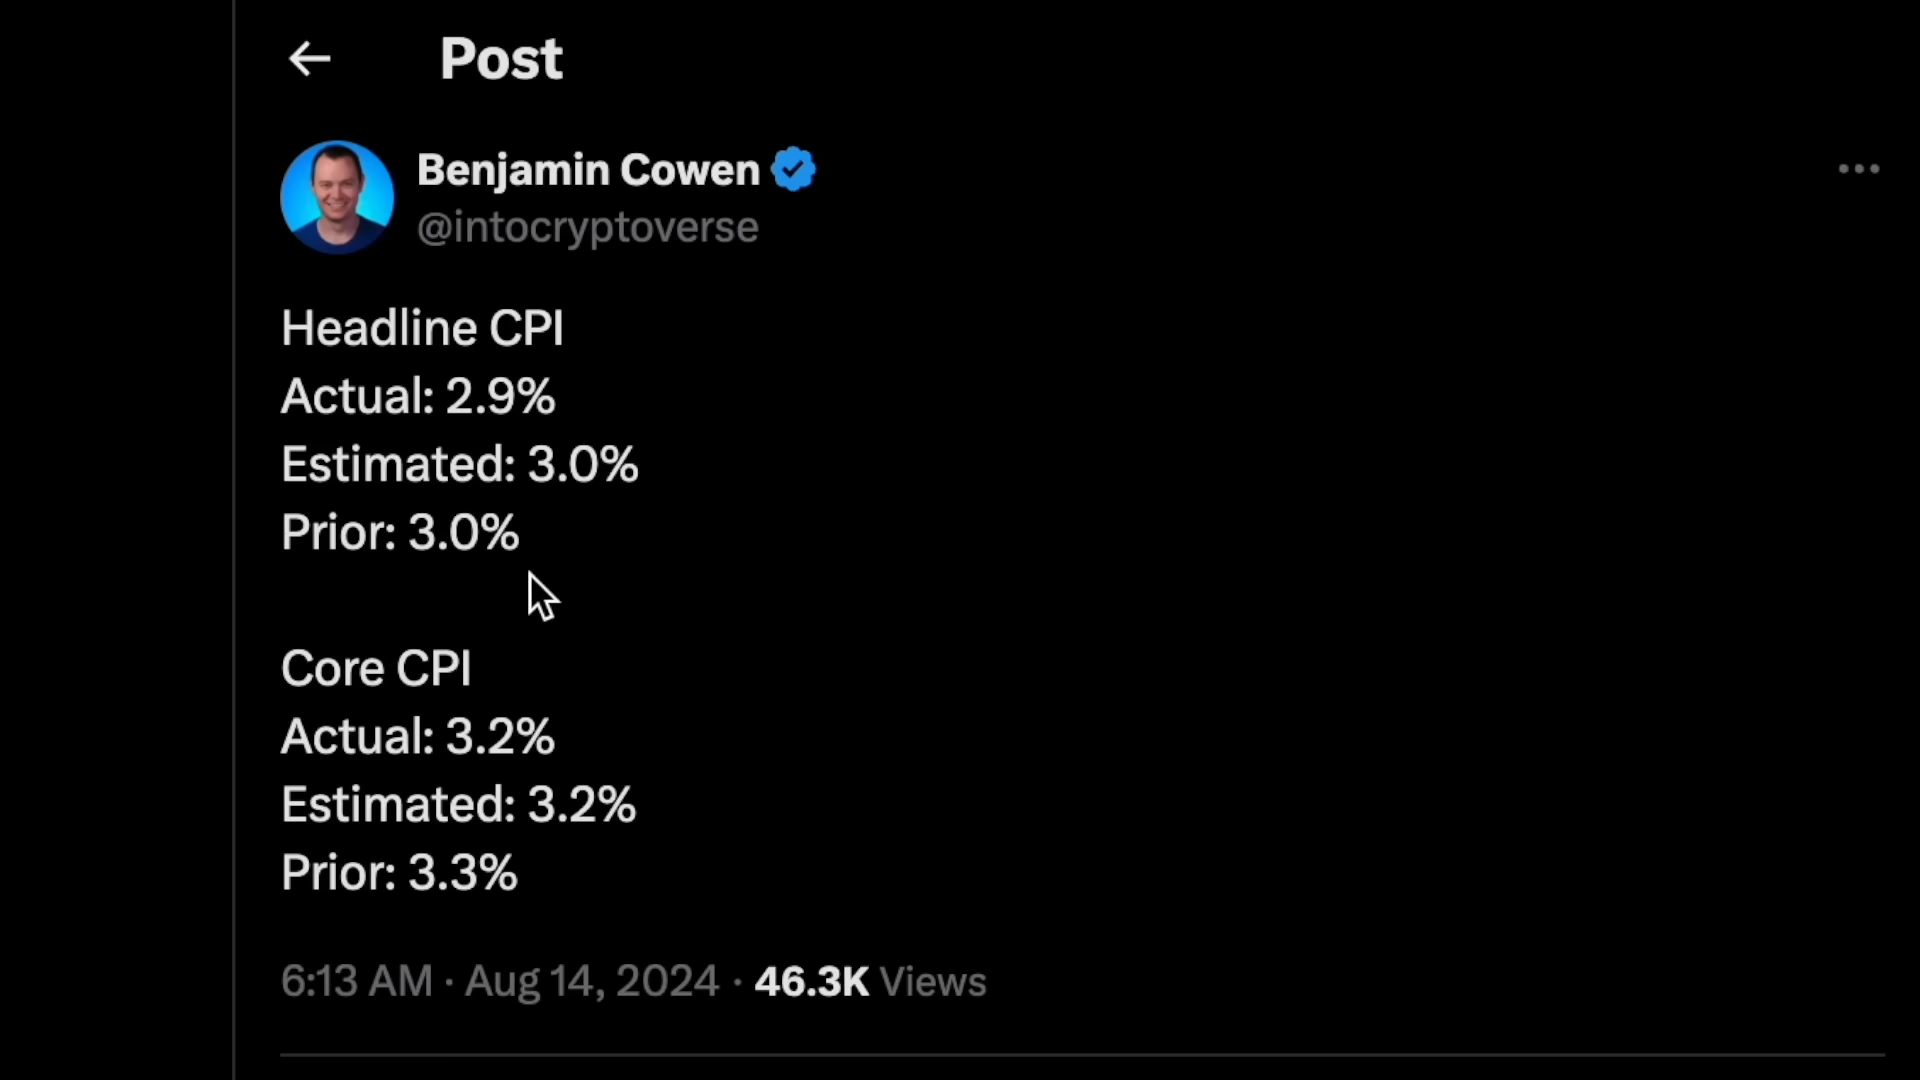 Post
Benjamin Cowen
@intocryptoverse
Headline CPI
Actual: 2.9%
Estimated: 3.0%
Prior: 3.0%
Core CPI
Actual: 3.2%
Estimated: 3.2%
Prior: 3.3%
6:13 AM · Aug 14, 2024 · 46.3K Views